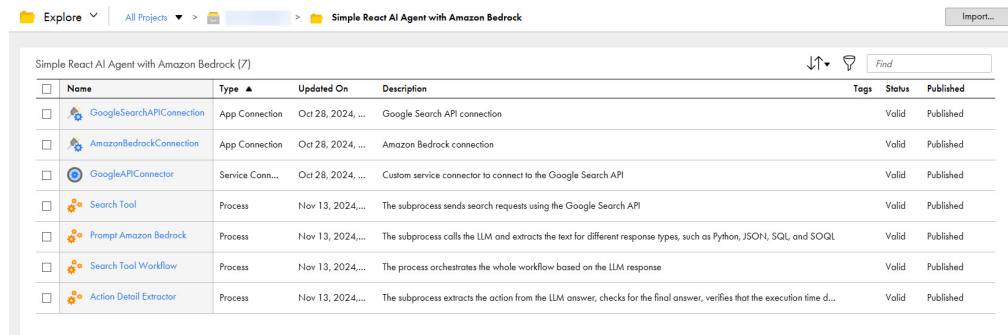 Explore All Projects > > Simple React AI Agent with Amazon Bedrock Import...
Simple React AI Agent with Amazon Bedrock (7) Find
Name Type Updated On Description Tags Status Published
GoogleSearchAPIConnection App Connection Oct 28, 2024, ... Google Search API connection Valid Published
AmazonBedrockConnection App Connection Oct 28, 2024, ... Amazon Bedrock connection Valid Published
GoogleAPIConnector Service Conn... Oct 28, 2024, ... Custom service connector to connect to the Google Search API Valid Published
Search Tool Process Nov 13, 2024,... The subprocess sends search requests using the Google Search API Valid Published
Prompt Amazon Bedrock Process Nov 13, 2024,... The subprocess calls the LLM and extracts the text for different response types, such as Python, JSON, SQL, and SOQL Valid Published
Search Tool Workflow Process Nov 13, 2024,... The process orchestrates the whole workflow based on the LLM response Valid Published
Action Detail Extractor Process Nov 13, 2024,... The subprocess extracts the action from the LLM answer, checks for the final answer, verifies that the execution time d... Valid Published